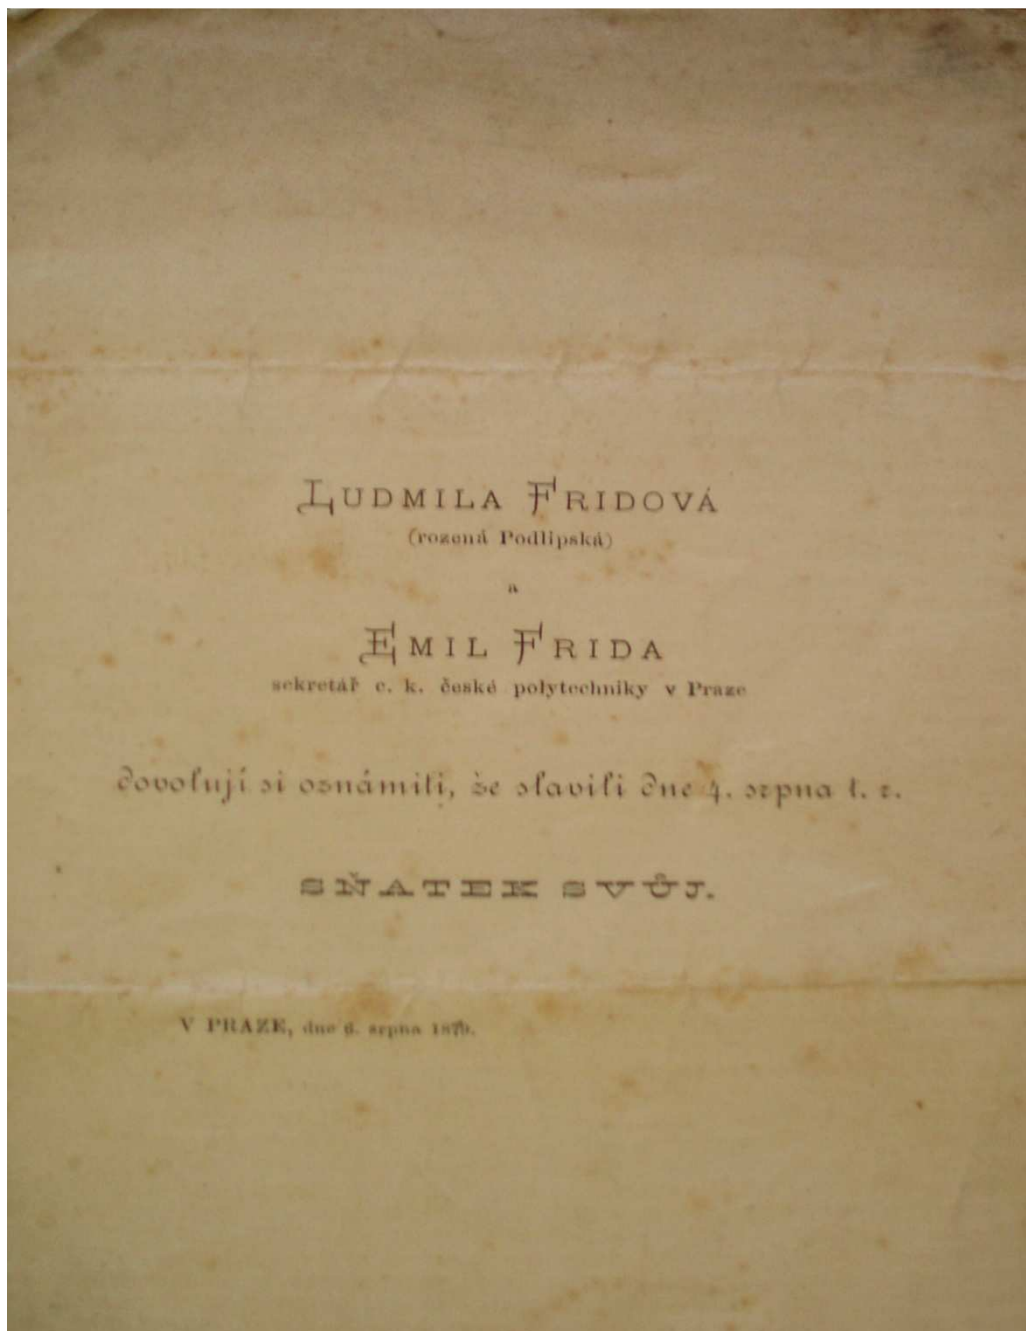 LUDMILA FRIDOVÁ
(rozená Podlipská)
a
EMIL FRIDA
sekretář c. k. české polytechniky v Praze
dovolují si oznámiti, že slavili dne 4. srpna t. r.
SŇATEK SVŮJ.
V PRAZE, dne 6. srpna 1879.